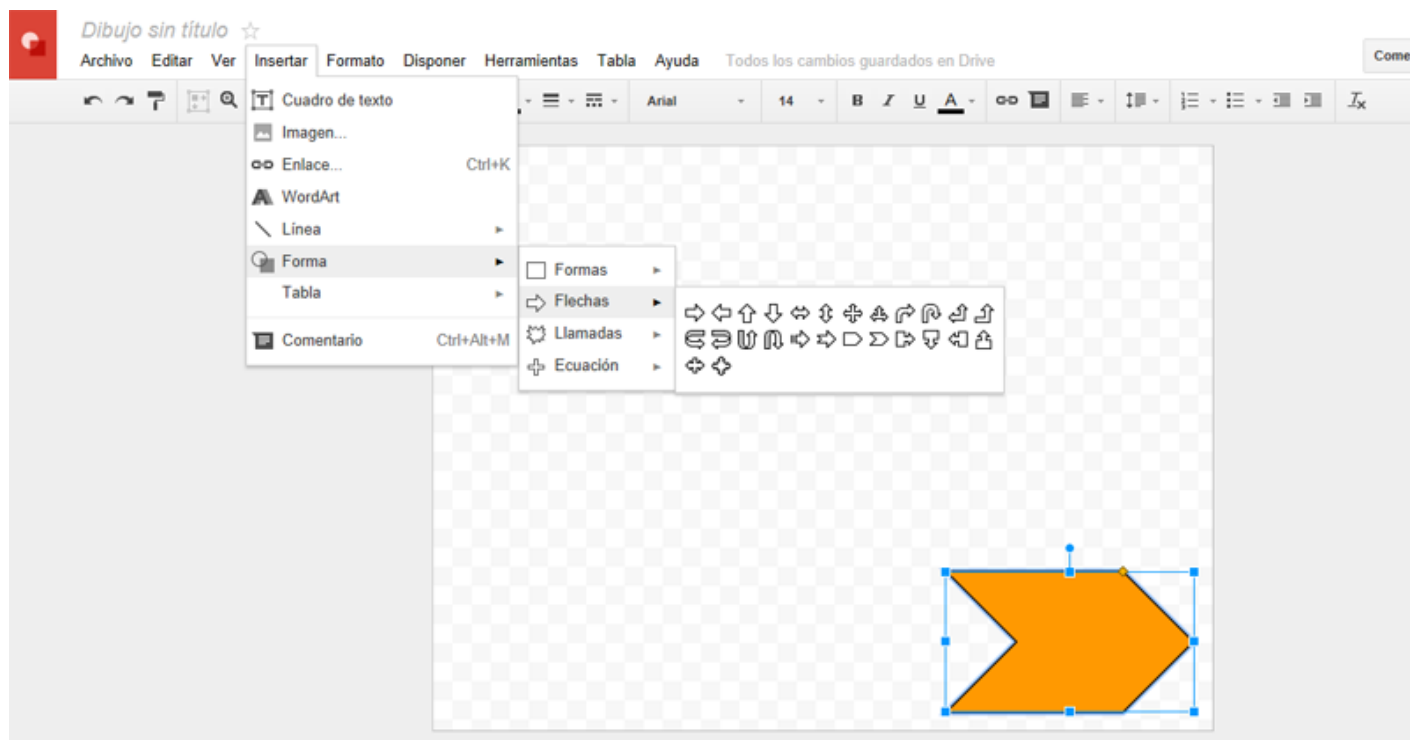 Dibujo sin título
Archivo Editar Ver Insertar Formato Disponer Herramientas Tabla Ayuda Todos los cambios guardados en Drive
Come
Arial 14 B I U A
Cuadro de texto
Imagen...
Enlace... Ctrl+K
WordArt
Línea
Forma
Tabla
Comentario Ctrl+Alt+M
Formas
Flechas
Llamadas
Ecuación